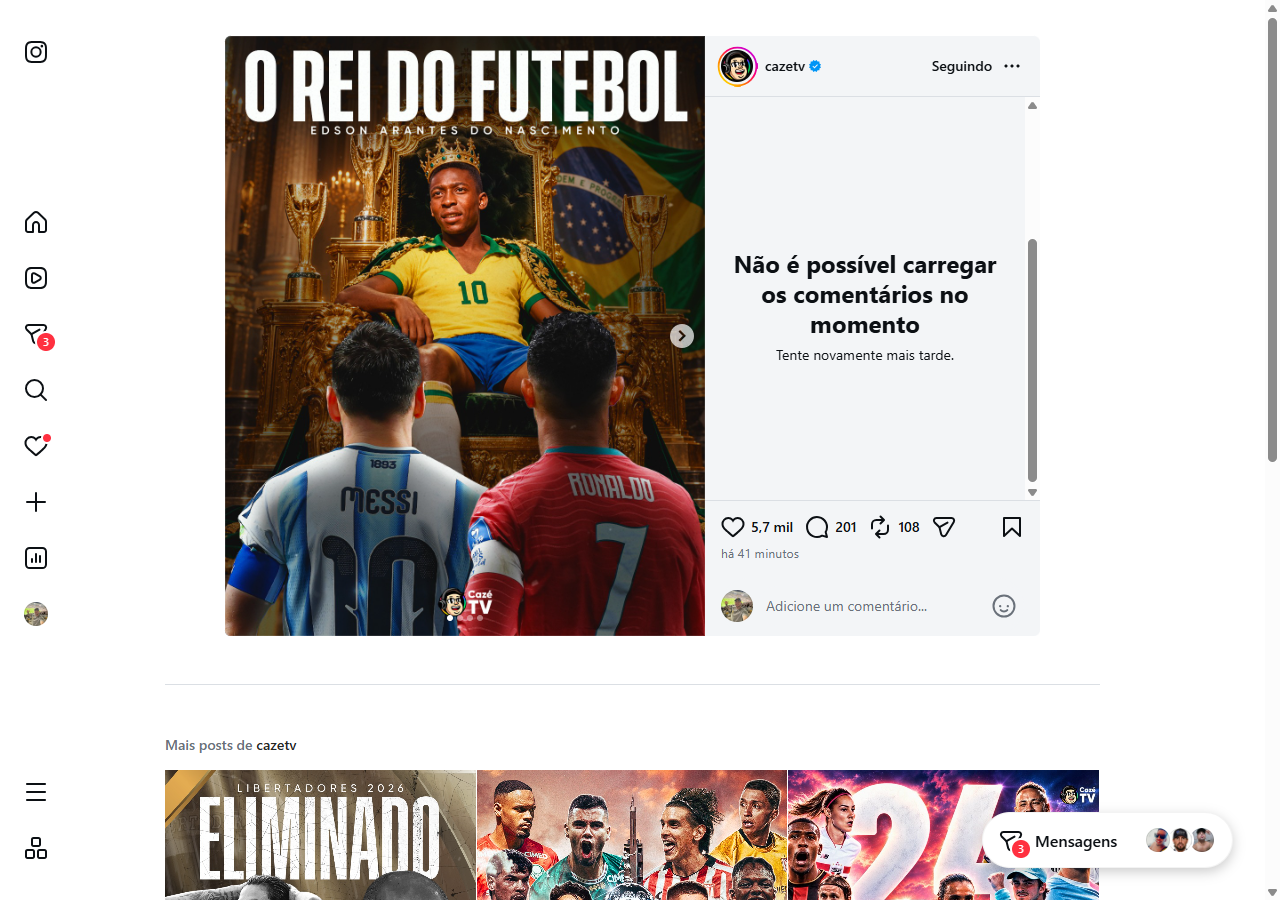 O REI DO FUTEBOL
EDSON ARANTES DO NASCIMENTO
10
1893
MESSI
10
RONALDO
7
Cazé
TV
cazetv
Seguindo
Não é possível carregar
os comentários no
momento
Tente novamente mais tarde.
5,7 mil
201
108
há 41 minutos
Adicione um comentário...
3
Mais posts de cazetv
LIBERTADORES 2026
ELIMINADO
Cazé
TV
3
Mensagens